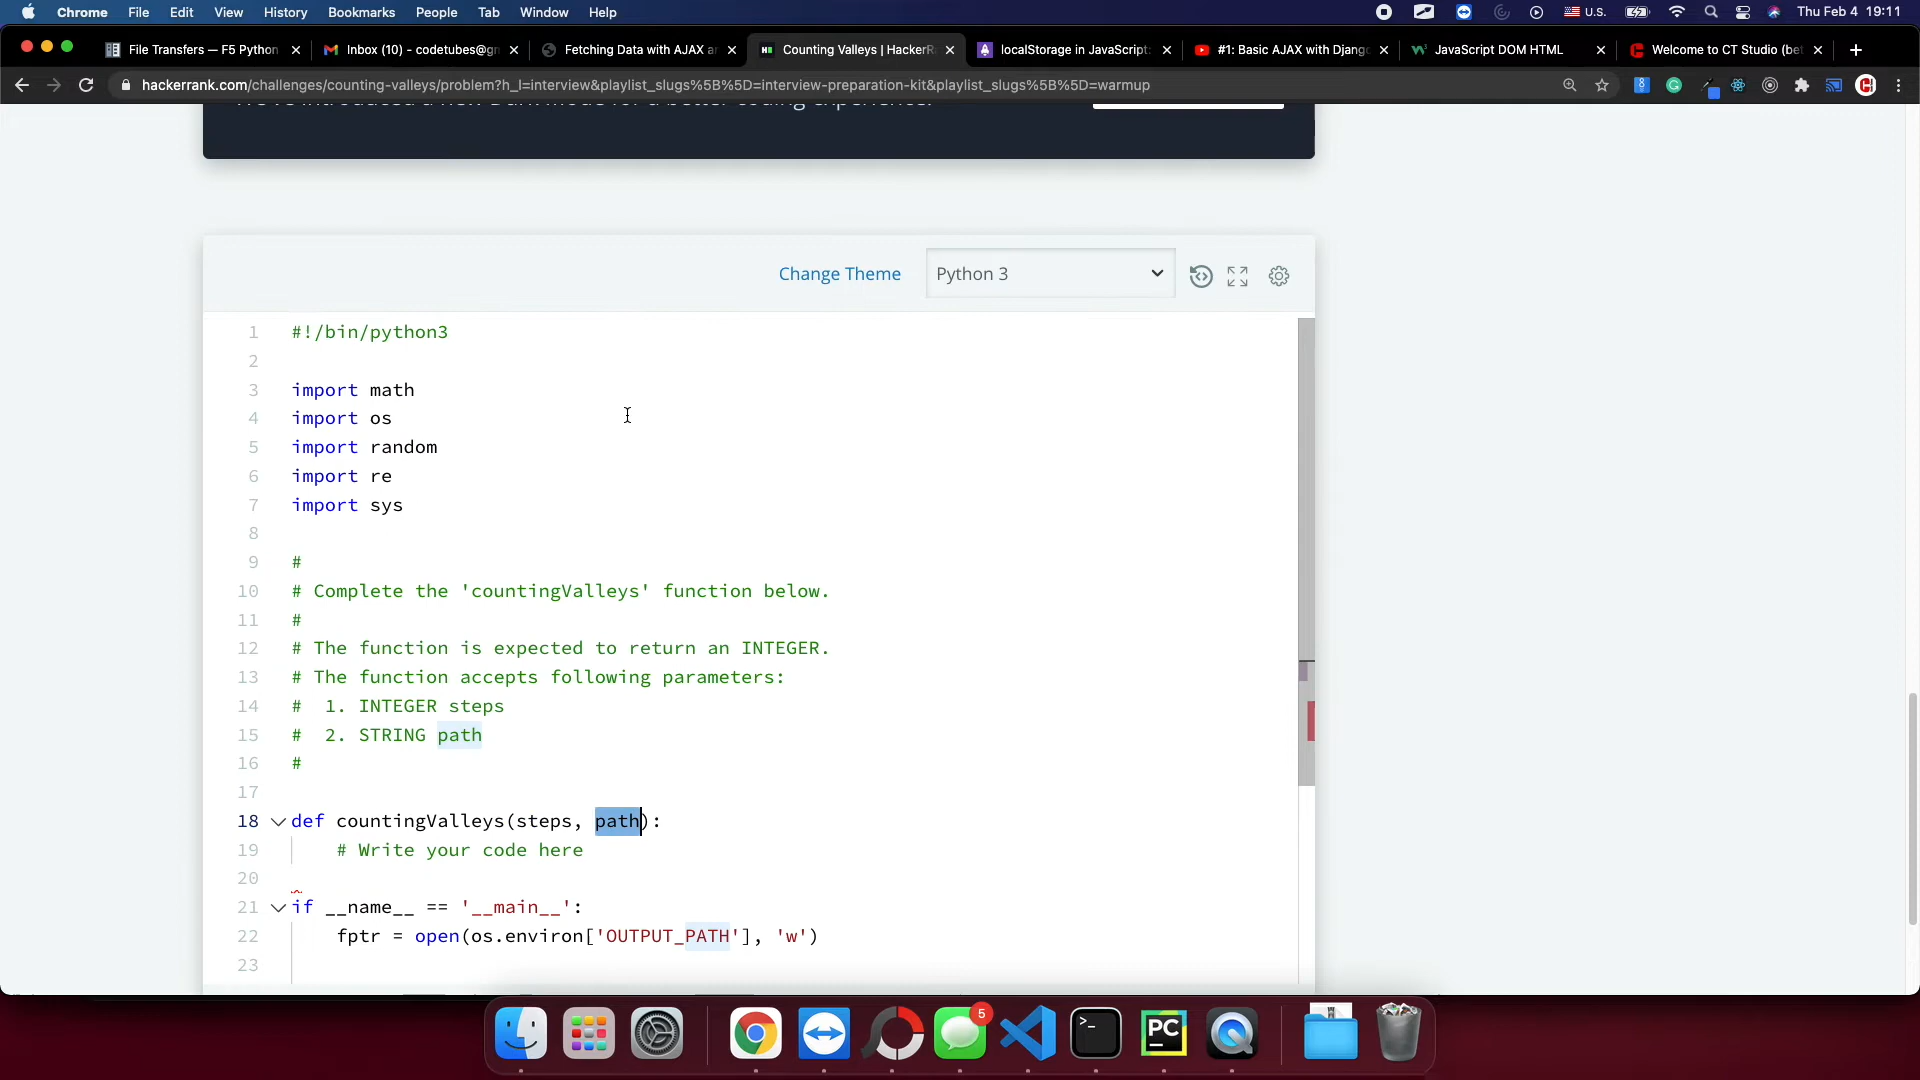 Chrome File Edit View History Bookmarks People Tab Window Help U.S. Thu Feb 4 19:11
File Transfers — F5 Python Inbox (10) - codetubes@gm Fetching Data with AJAX an Counting Valleys | HackerRa localStorage in JavaScript: #1: Basic AJAX with Djang JavaScript DOM HTML Welcome to CT Studio (bet
hackerrank.com/challenges/counting-valleys/problem?h_l=interview&playlist_slugs%5B%5D=interview-preparation-kit&playlist_slugs%5B%5D=warmup
Change Theme Python 3
1 #!/bin/python3
2
3 import math
4 import os
5 import random
6 import re
7 import sys
8
9 #
10 # Complete the 'countingValleys' function below.
11 #
12 # The function is expected to return an INTEGER.
13 # The function accepts following parameters:
14 #  1. INTEGER steps
15 #  2. STRING path
16 #
17
18 def countingValleys(steps, path):
19     # Write your code here
20
21 if __name__ == '__main__':
22     fptr = open(os.environ['OUTPUT_PATH'], 'w')
23
5
PC